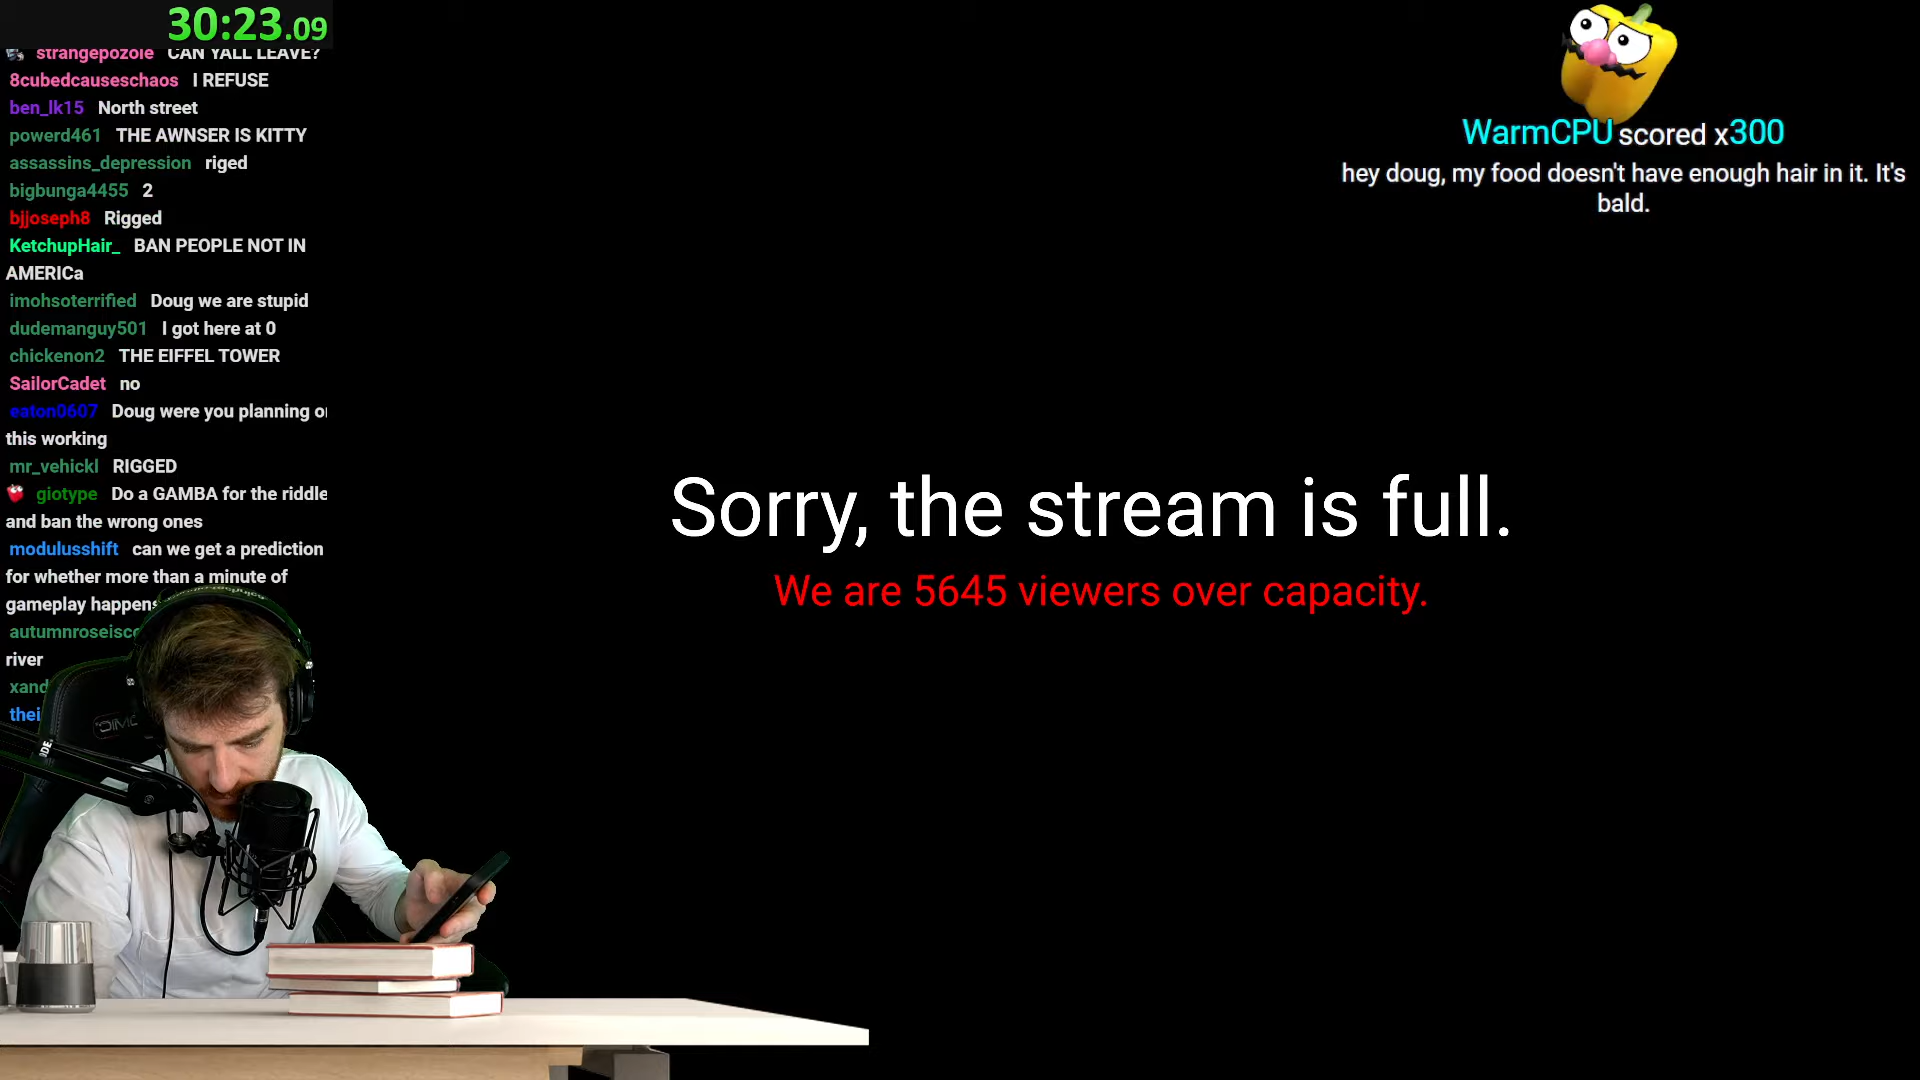 30:23.09
strangepozole CAN YALL LEAVE?
8cubedcauseschaos I REFUSE
ben_lk15 North street
powerd461 THE AWNSER IS KITTY
assassins_depression riged
bigbunga4455 2
bjjoseph8 Rigged
KetchupHair_ BAN PEOPLE NOT IN
AMERICa
imohsoterrified Doug we are stupid
dudemanguy501 I got here at 0
chickenon2 THE EIFFEL TOWER
SailorCadet no
eaton0607 Doug were you planning
this working
mr_vehickl RIGGED
giotype Do a GAMBA for the riddle
and ban the wrong ones
modulusshift can we get a prediction
for whether more than a minute of
gameplay happens
river
WarmCPU scored x300
hey doug, my food doesn't have enough hair in it. It's
bald.
Sorry, the stream is full.
We are 5645 viewers over capacity.